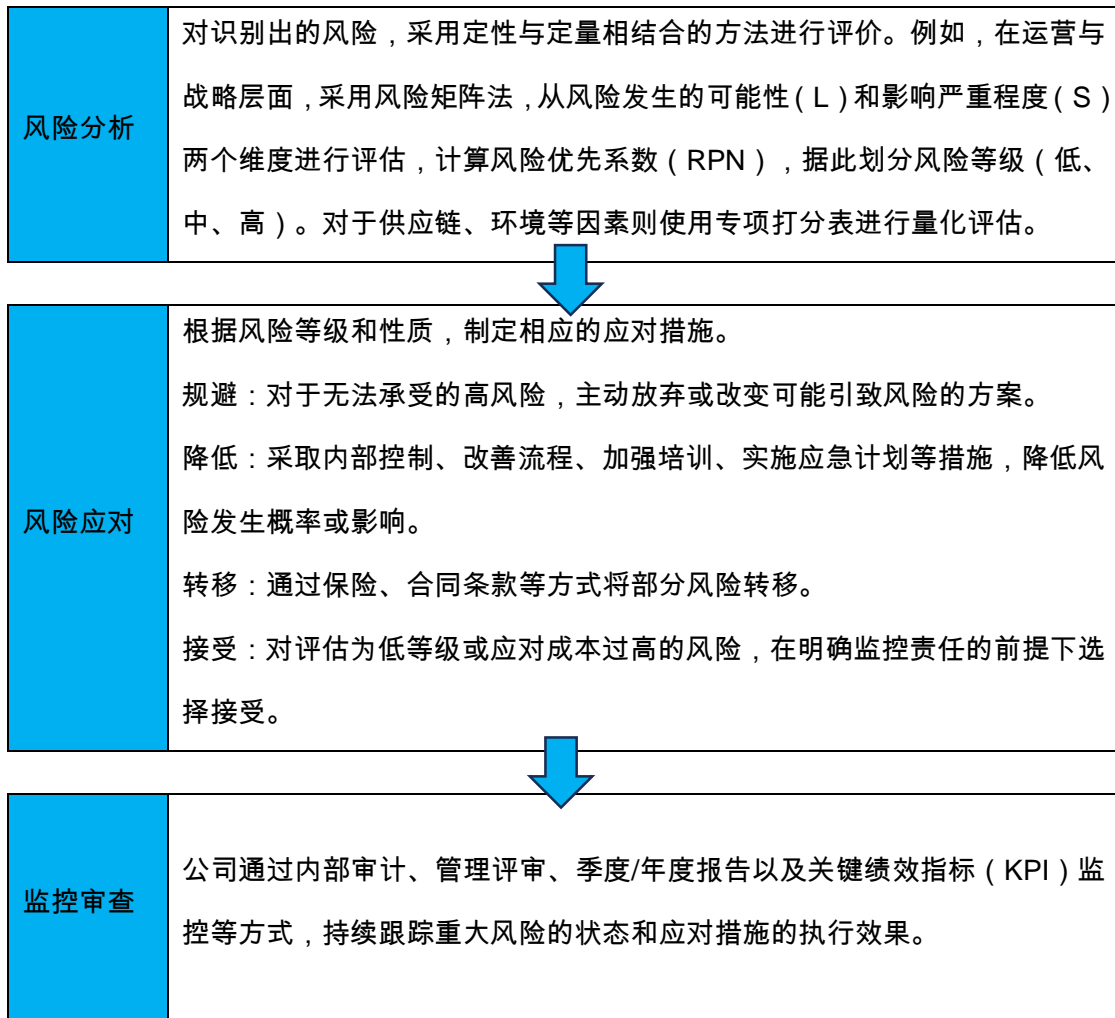 风险分析
对识别出的风险，采用定性与定量相结合的方法进行评价。例如，在运营与
战略层面，采用风险矩阵法，从风险发生的可能性（L）和影响严重程度（S）
两个维度进行评估，计算风险优先系数（RPN），据此划分风险等级（低、
中、高）。对于供应链、环境等因素则使用专项打分表进行量化评估。
风险应对
根据风险等级和性质，制定相应的应对措施。
规避：对于无法承受的高风险，主动放弃或改变可能引致风险的方案。
降低：采取内部控制、改善流程、加强培训、实施应急计划等措施，降低风
险发生概率或影响。
转移：通过保险、合同条款等方式将部分风险转移。
接受：对评估为低等级或应对成本过高的风险，在明确监控责任的前提下选
择接受。
监控审查
公司通过内部审计、管理评审、季度/年度报告以及关键绩效指标（KPI）监
控等方式，持续跟踪重大风险的状态和应对措施的执行效果。